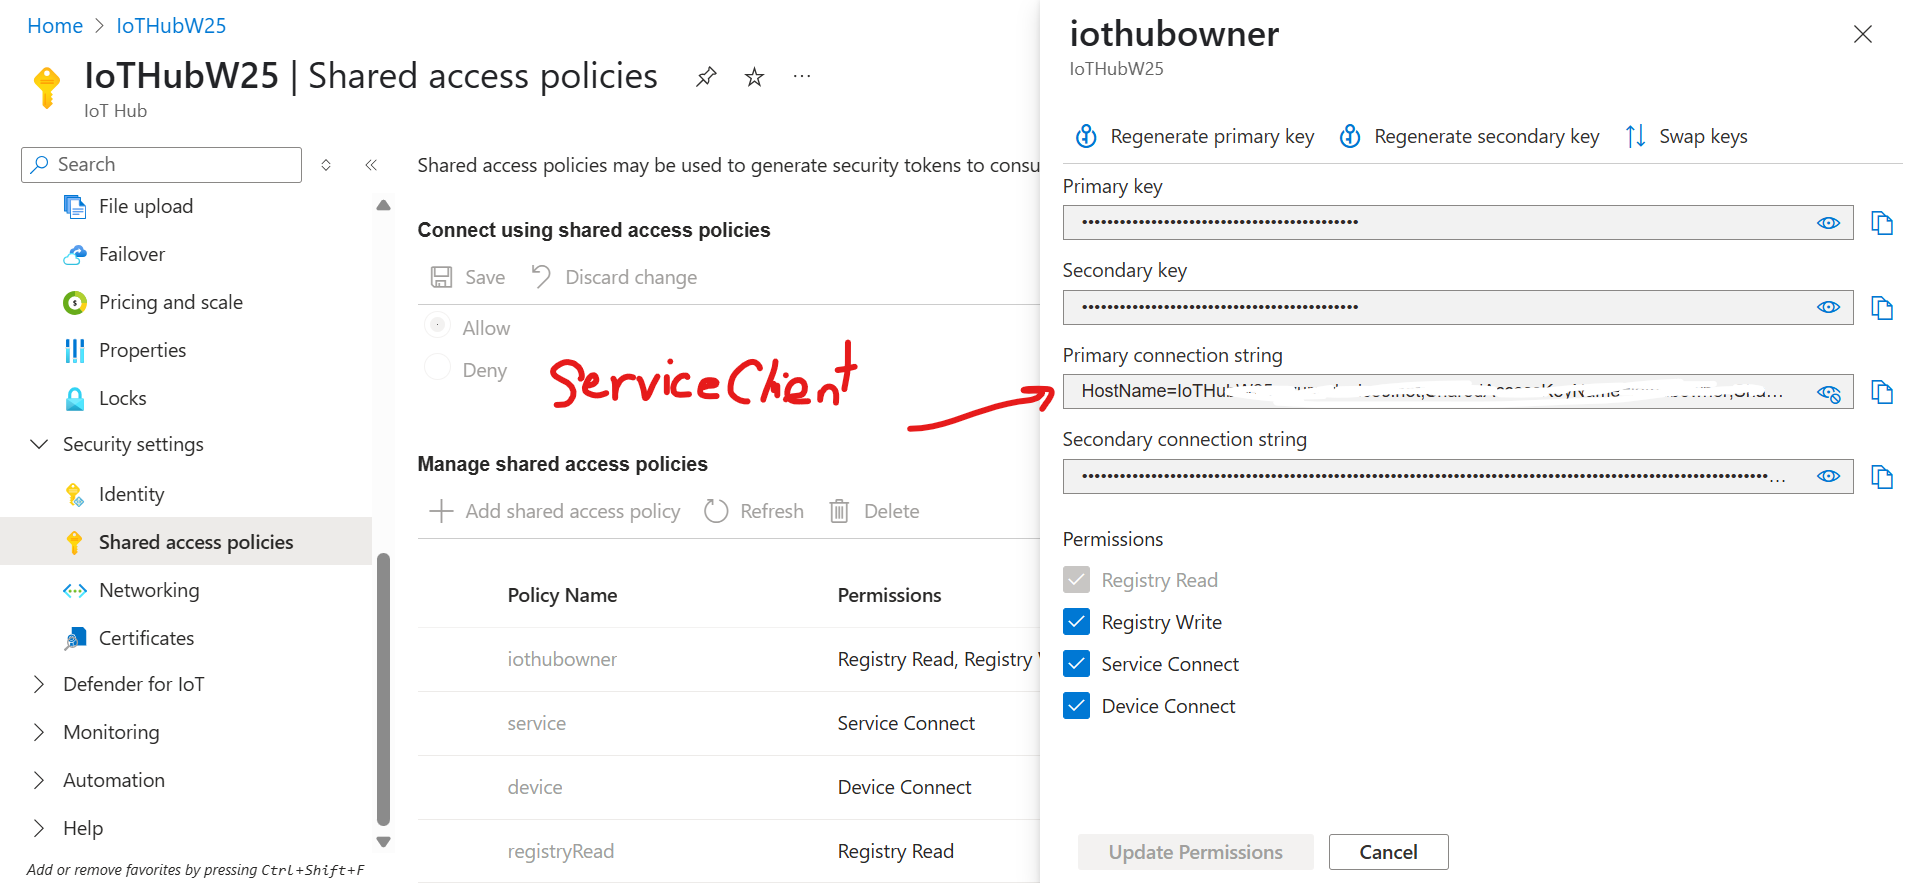 Home > IoTHubW25
IoTHubW25 | Shared access policies
IoT Hub
Search
File upload
Failover
Pricing and scale
Properties
Locks
Security settings
Identity
Shared access policies
Networking
Certificates
Defender for IoT
Monitoring
Automation
Help
Add or remove favorites by pressing Ctrl+Shift+F
Shared access policies may be used to generate security tokens to consu
Connect using shared access policies
Save Discard change
Allow
Deny
ServiceClient
Manage shared access policies
Add shared access policy Refresh Delete
Policy Name Permissions
iothubowner Registry Read, Registry
service Service Connect
device Device Connect
registryRead Registry Read
iothubowner
IoTHubW25
Regenerate primary key Regenerate secondary key Swap keys
Primary key
Secondary key
Primary connection string
HostName=IoTHub
Secondary connection string
Permissions
Registry Read
Registry Write
Service Connect
Device Connect
Update Permissions Cancel